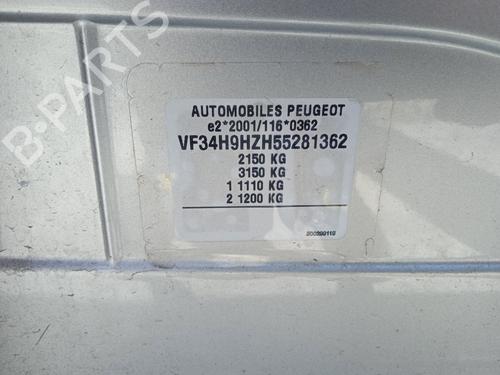 B-PARTS
AUTOMOBILES PEUGEOT
e2*2001/116*0362
VF34H9HZH55281362
2150 KG
3150 KG
1 1110 KG
2 1200 KG